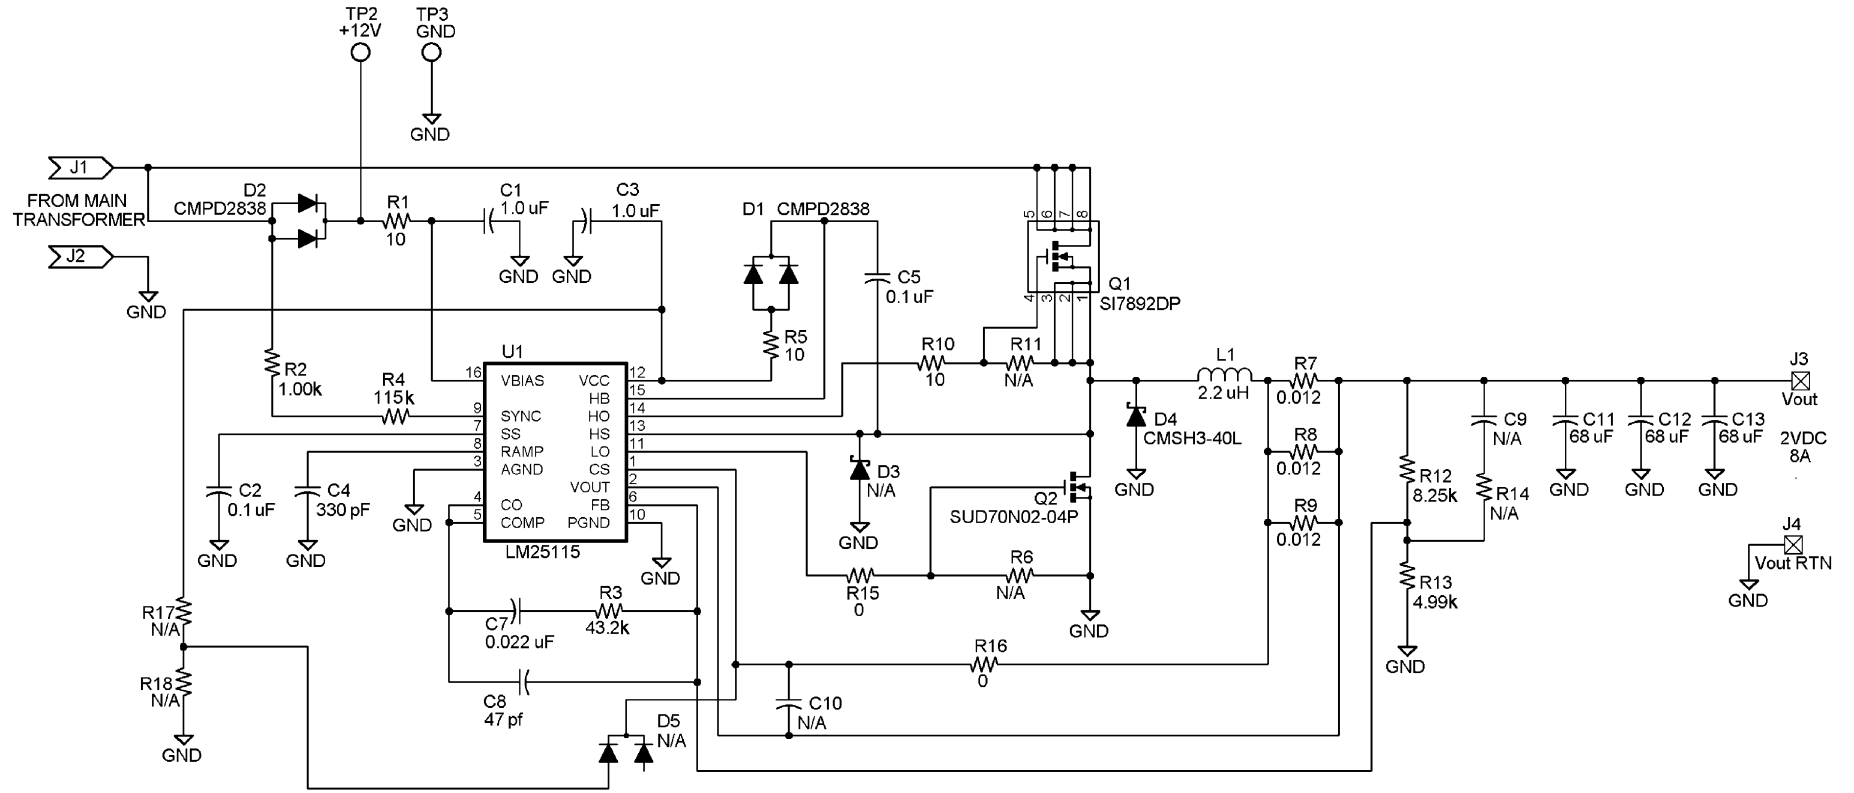 TP2
+12V
TP3
GND
GND
J1
FROM MAIN
TRANSFORMER
J2
GND
D2
CMPD2838
R1
10
C1
1.0 uF
GND
C3
1.0 uF
GND
D1 CMPD2838
C5
0.1 uF
R5
10
5
6
7
8
4
3
2
1
Q1
SI7892DP
R2
1.00k
R4
115k
U1
16
9
7
8
3
4
5
VBIAS
SYNC
SS
RAMP
AGND
CO
COMP
VCC
HB
HO
HS
LO
CS
VOUT
FB
PGND
12
15
14
13
11
1
2
6
10
LM25115
R10
10
R11
N/A
L1
2.2 uH
R7
0.012
R8
0.012
R9
0.012
J3
Vout
2VDC
8A
D4
CMSH3-40L
GND
D3
N/A
GND
Q2
SUD70N02-04P
C9
N/A
C11
68 uF
GND
C12
68 uF
GND
C13
68 uF
GND
R12
8.25k
R14
N/A
R13
4.99k
GND
J4
Vout RTN
GND
C2
0.1 uF
GND
C4
330 pF
GND
GND
GND
R15
0
R6
N/A
GND
R17
N/A
R18
N/A
GND
C7
0.022 uF
R3
43.2k
C8
47 pf
R16
0
C10
N/A
D5
N/A